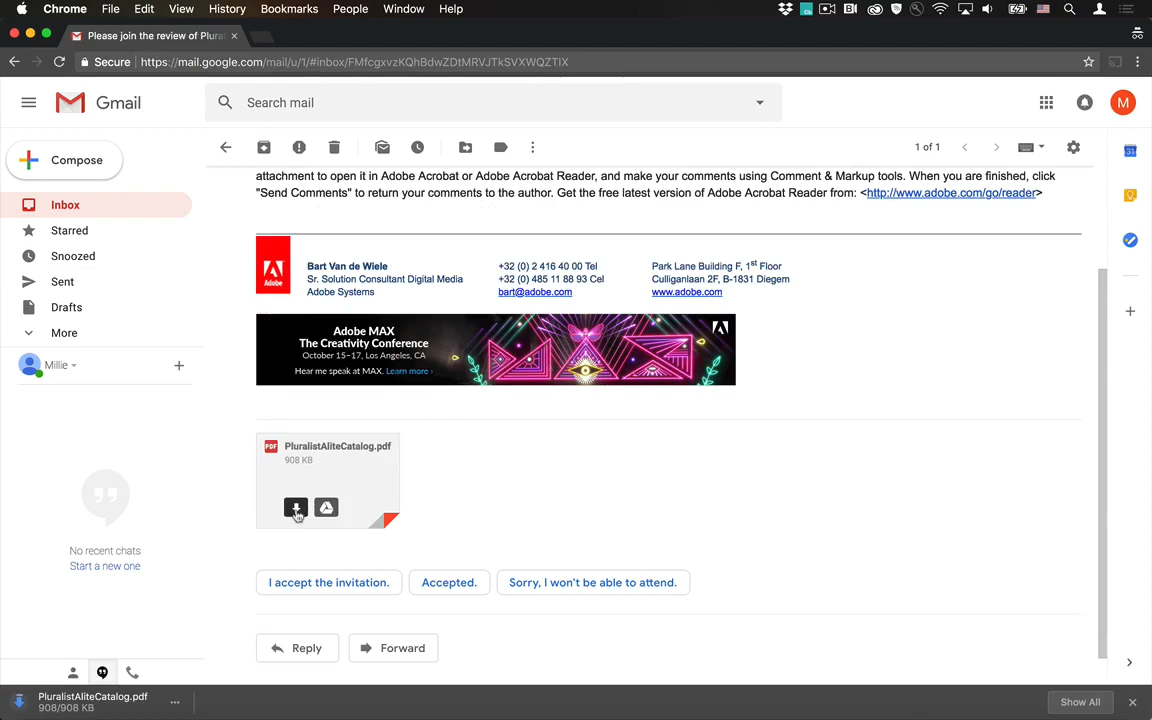 Chrome File Edit View History Bookmarks People Window Help
Please join the review of Plura
Secure https://mail.google.com/mail/u/1/#inbox/FMfcgxvzKQhBdwZDtMRVJTkSVXWQZTIX
Gmail
Search mail
M
Compose
1 of 1
31
attachment to open it in Adobe Acrobat or Adobe Acrobat Reader, and make your comments using Comment & Markup tools. When you are finished, click
"Send Comments" to return your comments to the author. Get the free latest version of Adobe Acrobat Reader from: <http://www.adobe.com/go/reader>
Inbox
Starred
Snoozed
Sent
Drafts
More
Millie
Adobe
Bart Van de Wiele
Sr. Solution Consultant Digital Media
Adobe Systems
+32 (0) 2 416 40 00 Tel
+32 (0) 485 11 88 93 Cel
bart@adobe.com
Park Lane Building F, 1st Floor
Culliganlaan 2F, B-1831 Diegem
www.adobe.com
Adobe MAX
The Creativity Conference
October 15–17, Los Angeles, CA
Hear me speak at MAX. Learn more ›
PDF PluralistAliteCatalog.pdf
908 KB
No recent chats
Start a new one
I accept the invitation. Accepted. Sorry, I won't be able to attend.
Reply Forward
PluralistAliteCatalog.pdf
908/908 KB
Show All